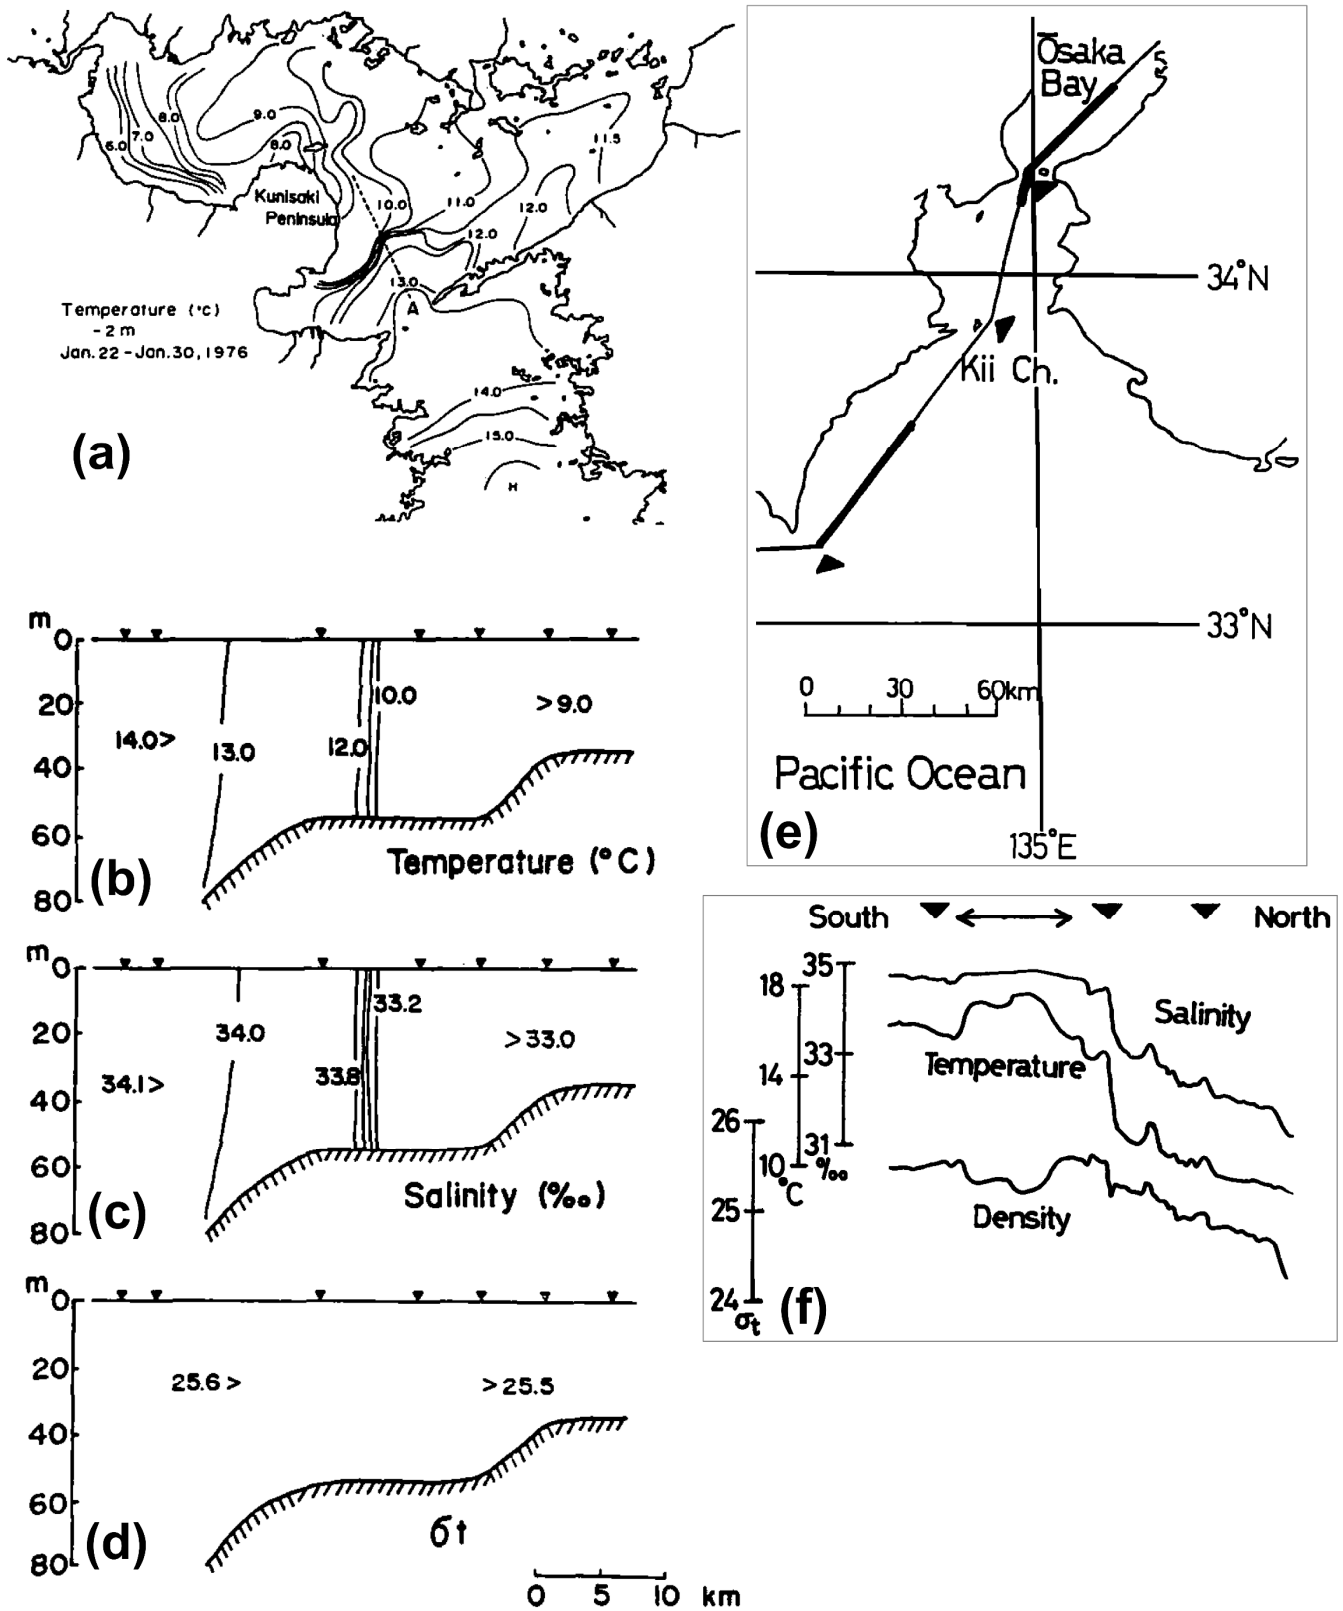 6.0
7.0
8.0
9.0
8.0
11.5
Kunisaki
Peninsula
10.0
11.0
12.0
12.0
13.0
A
Temperature (°C)
-2 m
Jan. 22 - Jan. 30, 1976
14.0
15.0
H
(a)
m
0
20
40
60
80
10.0
>9.0
14.0>
13.0
12.0
Temperature (°C)
(b)
m
0
20
40
60
80
33.2
34.0
>33.0
34.1>
33.8
Salinity (‰)
(c)
m
0
20
40
60
80
25.6 >
>25.5
σt
(d)
0 5 10 km
Ōsaka
Bay
34°N
Kii Ch.
33°N
0 30 60km
Pacific Ocean
(e)
135°E
South
North
35
18
Salinity
33
Temperature
14
26
31
10
‰
°C
25
Density
24
σt
(f)